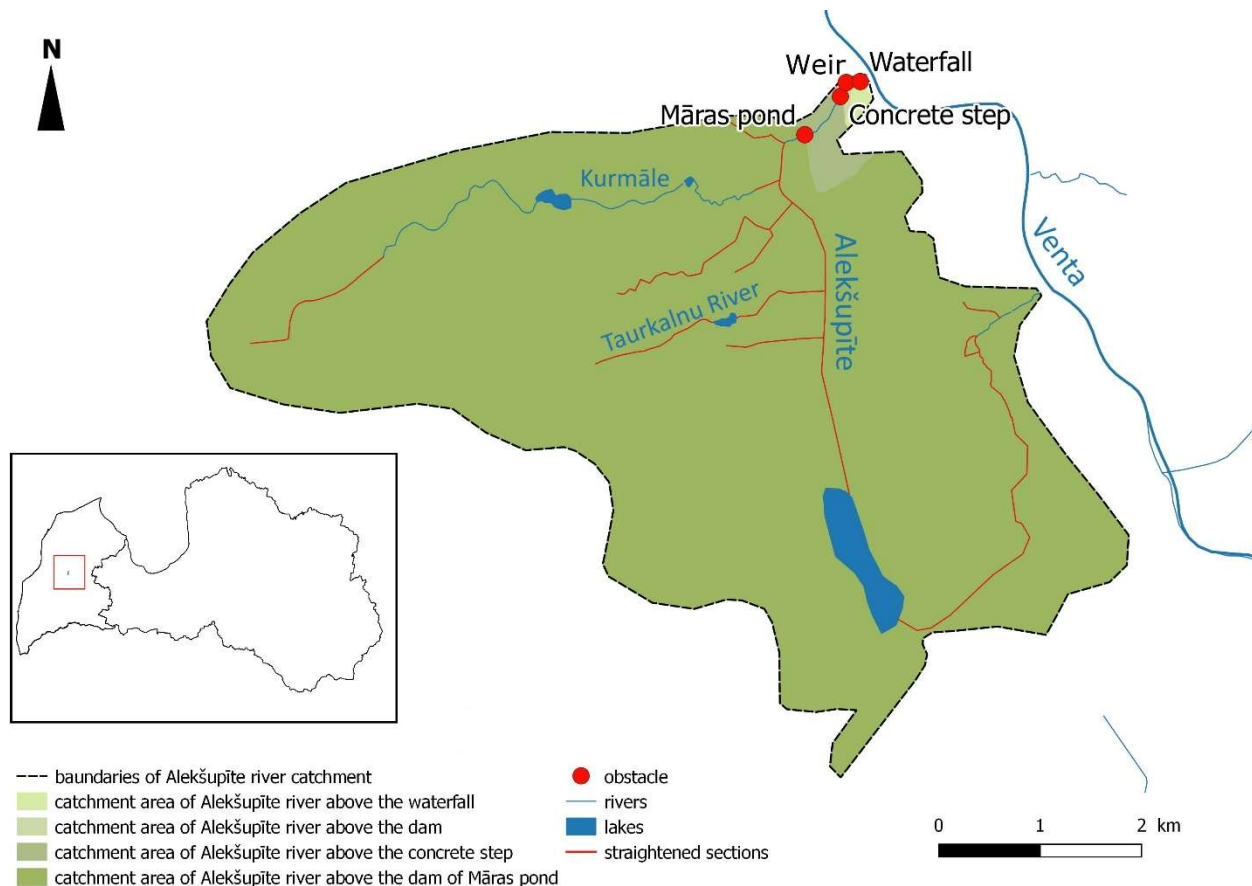 N
Weir
Waterfall
Māras pond
Concrete step
Kurmāle
Alekšupīte
Venta
Taurkalnu River
baundaries of Alekšupīte river catchment
catchment area of Alekšupīte river above the waterfall
catchment area of Alekšupīte river above the dam
catchment area of Alekšupīte river above the concrete step
catchment area of Alekšupīte river above the dam of Māras pond
obstacle
rivers
lakes
straightened sections
0 1 2 km